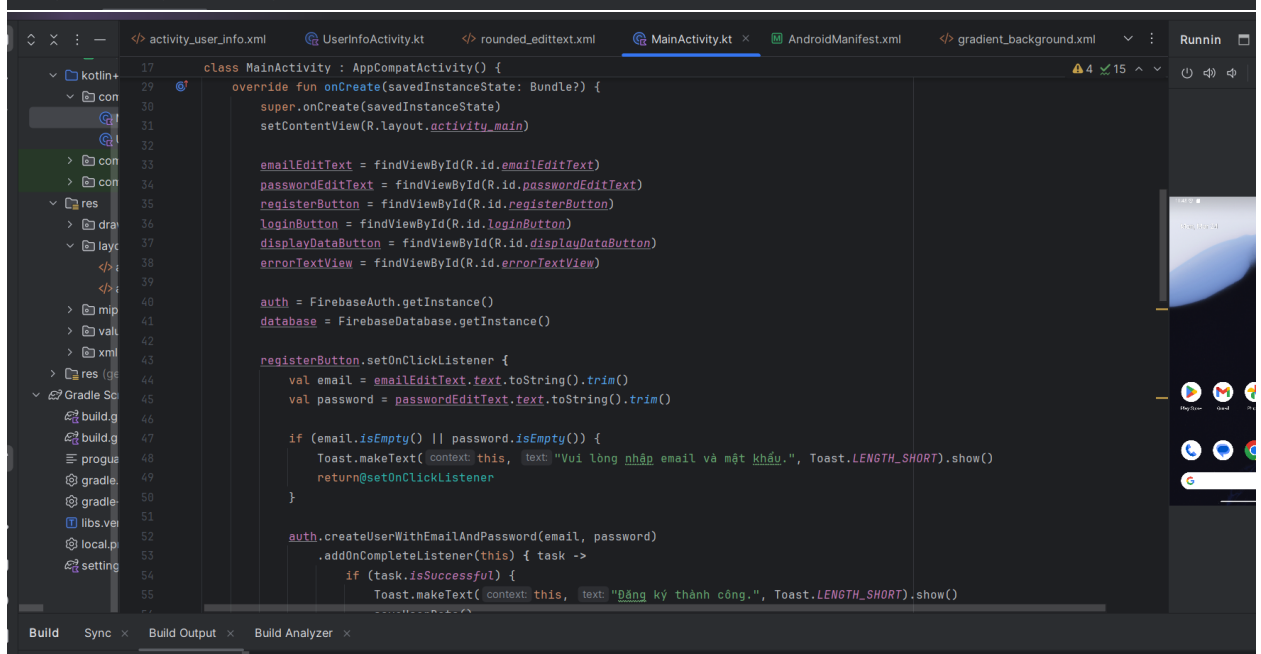 activity_user_info.xml UserInfoActivity.kt rounded_edittext.xml MainActivity.kt AndroidManifest.xml gradient_background.xml Runnin
kotlin+
com
com
com
res
layo
mip
xml
res
Gradle Sc
build.g
build.g
progua
gradle.
gradle-
libs.ve
local.p
setting
4 15
17 class MainActivity : AppCompatActivity() {
29 override fun onCreate(savedInstanceState: Bundle?) {
30 super.onCreate(savedInstanceState)
31 setContentView(R.layout.activity_main)
32
33 emailEditText = findViewById(R.id.emailEditText)
34 passwordEditText = findViewById(R.id.passwordEditText)
35 registerButton = findViewById(R.id.registerButton)
36 loginButton = findViewById(R.id.loginButton)
37 displayDataButton = findViewById(R.id.displayDataButton)
38 errorTextView = findViewById(R.id.errorTextView)
39
40 auth = FirebaseAuth.getInstance()
41 database = FirebaseDatabase.getInstance()
42
43 registerButton.setOnClickListener {
44 val email = emailEditText.text.toString().trim()
45 val password = passwordEditText.text.toString().trim()
46
47 if (email.isEmpty() || password.isEmpty()) {
48 Toast.makeText( context: this, text: "Vui lòng nhập email và mật khẩu.", Toast.LENGTH_SHORT).show()
49 return@setOnClickListener
50 }
51
52 auth.createUserWithEmailAndPassword(email, password)
53 .addOnCompleteListener(this) { task ->
54 if (task.isSuccessful) {
55 Toast.makeText( context: this, text: "Đăng ký thành công.", Toast.LENGTH_SHORT).show()
Play Store Gmail
Build Sync Build Output Build Analyzer